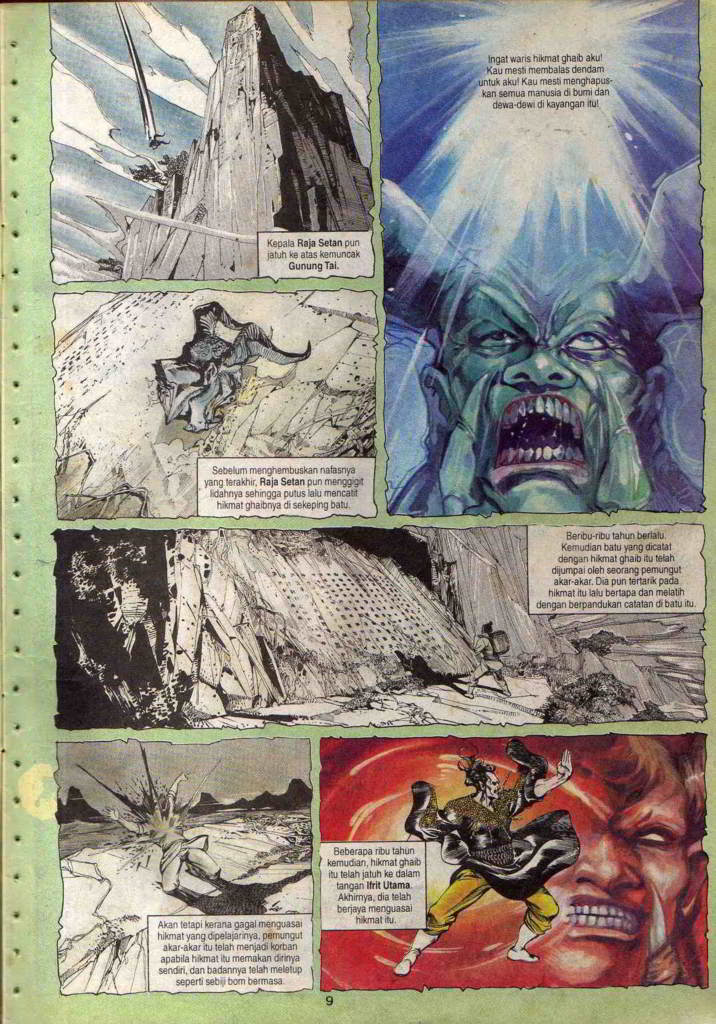 Kepala Raja Setan pun
jatuh ke atas kemuncak
Gunung Tai.
Ingat waris hikmat ghaib aku!
Kau mesti membalas dendam
untuk aku! Kau mesti menghapus-
kan semua manusia di bumi dan
dewa-dewi di kayangan itu!
Sebelum menghembuskan nafasnya
yang terakhir, Raja Setan pun menggigit
lidahnya sehingga putus lalu mencatit
hikmat ghaibnya di sekeping batu.
Beribu-ribu tahun berlalu.
Kemudian batu yang dicatat
dengan hikmat ghaib itu telah
dijumpai oleh seorang pemungut
akar-akar. Dia pun tertarik pada
hikmat itu lalu bertapa dan melatih
dengan berpandukan catatan di batu itu.
Akan tetapi kerana gagal menguasai
hikmat yang dipelajarinya, pemungut
akar-akar itu telah menjadi korban
apabila hikmat itu memakan dirinya
sendiri, dan badannya telah meletup
seperti sebiji bom bermasa.
Beberapa ribu tahun
kemudian, hikmat ghaib
itu telah jatuh ke dalam
tangan Ifrit Utama.
Akhirnya, dia telah
berjaya menguasai
hikmat itu.
9